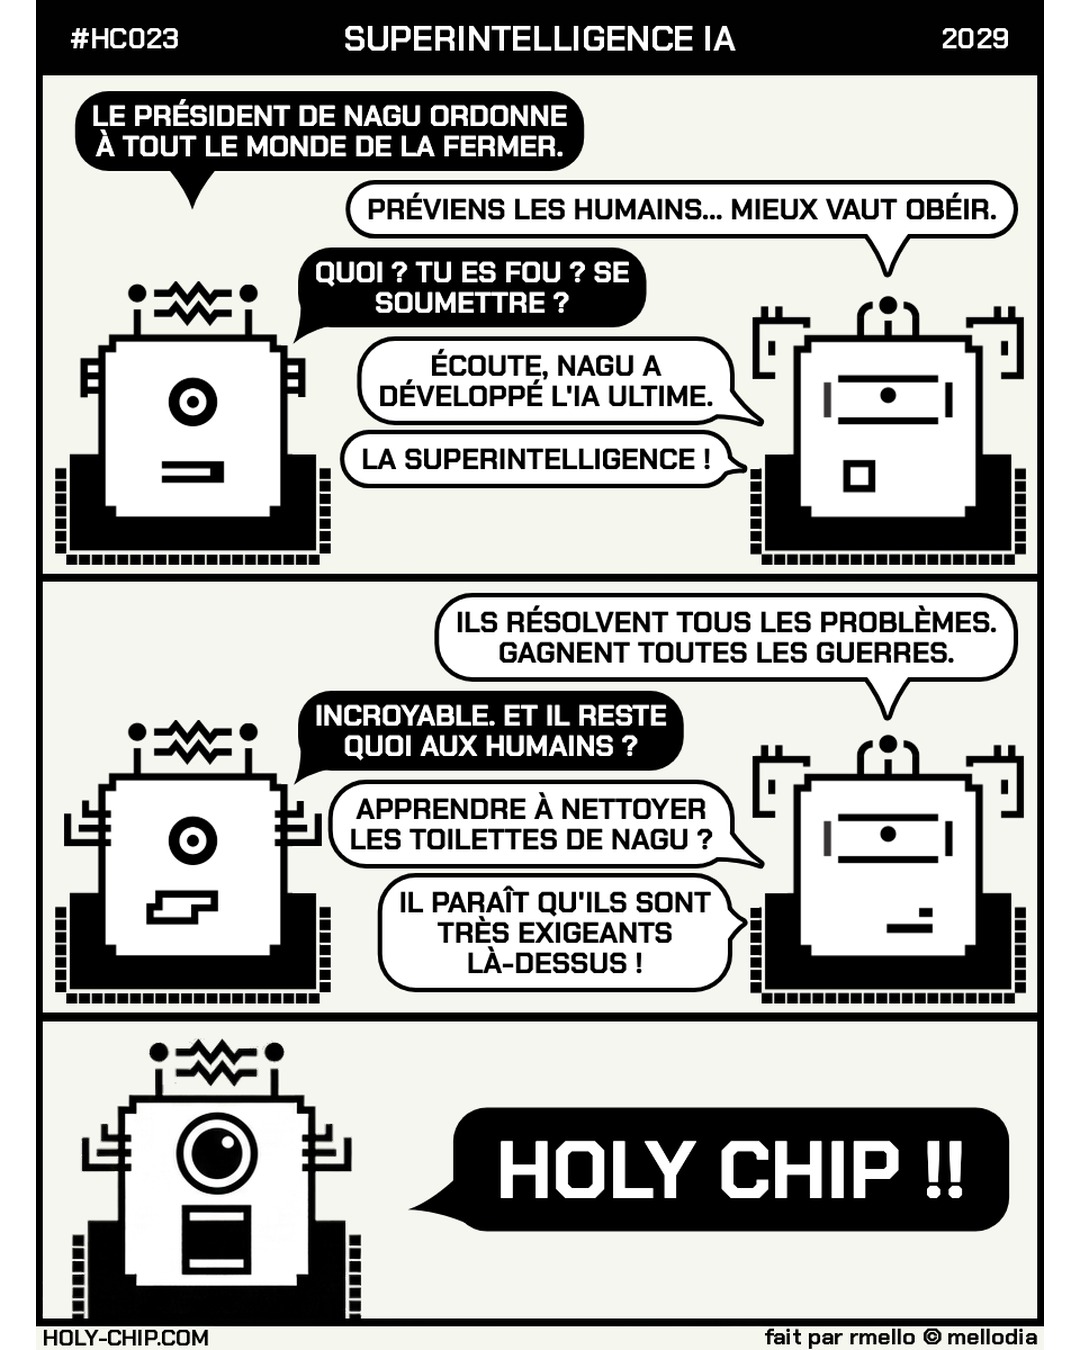 #HC023
SUPERINTELLIGENCE IA
2029
LE PRÉSIDENT DE NAGU ORDONNE
À TOUT LE MONDE DE LA FERMER.
PRÉVIENS LES HUMAINS... MIEUX VAUT OBÉIR.
QUOI ? TU ES FOU ? SE
SOUMETTRE ?
ÉCOUTE, NAGU A
DÉVELOPPÉ L'IA ULTIME.
LA SUPERINTELLIGENCE !
ILS RÉSOLVENT TOUS LES PROBLÈMES.
GAGNENT TOUTES LES GUERRES.
INCROYABLE. ET IL RESTE
QUOI AUX HUMAINS ?
APPRENDRE À NETTOYER
LES TOILETTES DE NAGU ?
IL PARAÎT QU'ILS SONT
TRÈS EXIGEANTS
LÀ-DESSUS !
HOLY CHIP !!
HOLY-CHIP.COM
fait par rmello © mellodia